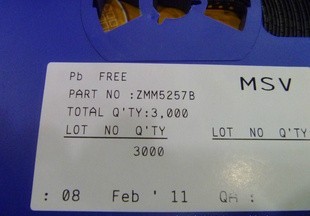 Pb FREE
MSV
PART NO :ZMM5257B
TOTAL Q'TY:3,000
LOT NO Q'TY
LOT NO Q'TY
3000
: 08 Feb ' 11 QA :